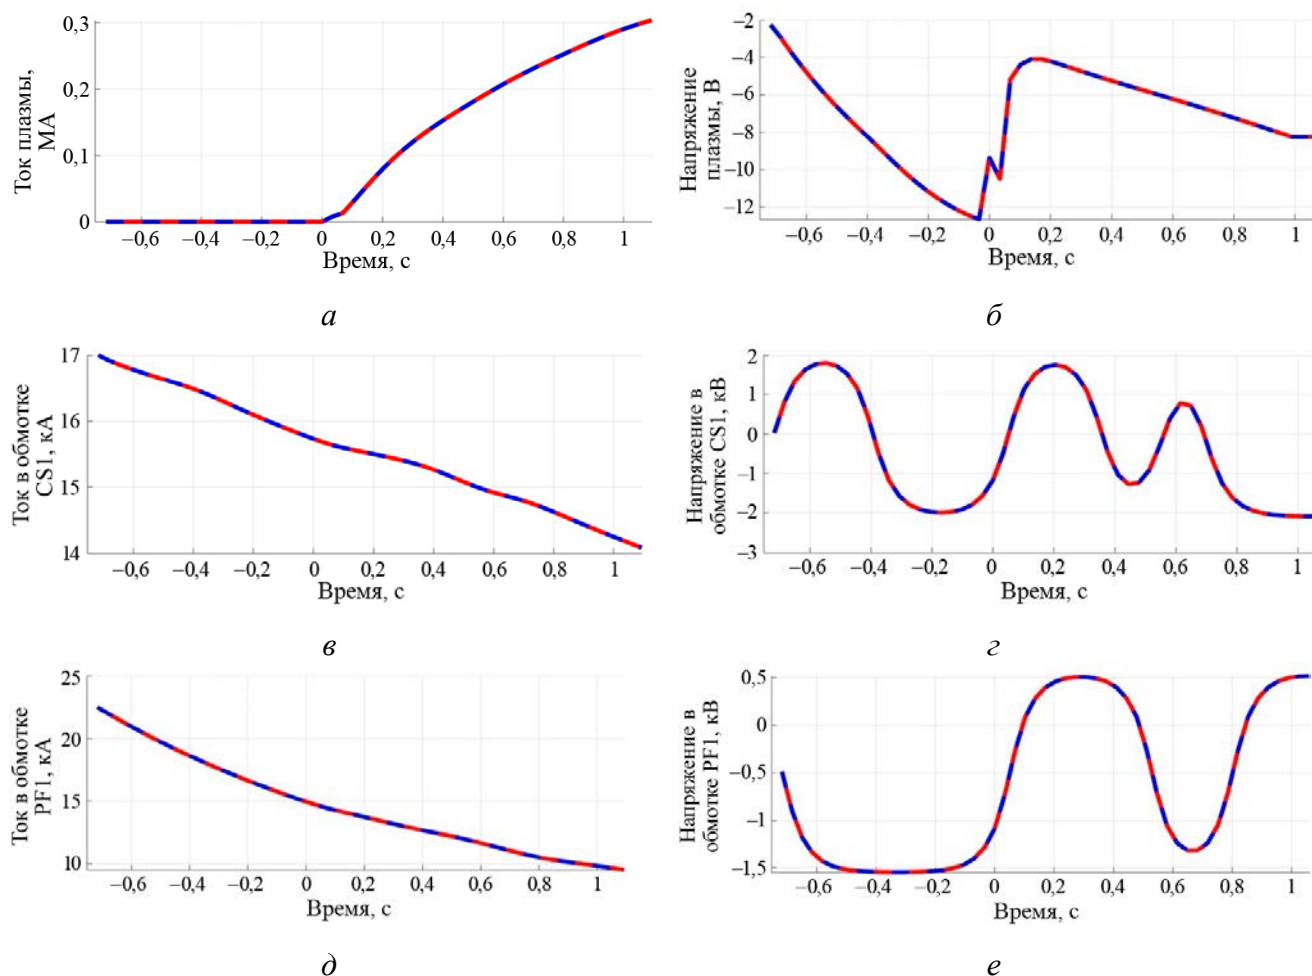 Ток плазмы,
МА
0,3
0,2
0,1
0
–0,6 –0,4 –0,2 0 0,2 0,4 0,6 0,8 1
Время, с
а
Напряжение
плазмы, В
–2
–4
–6
–8
–10
–12
–0,6 –0,4 –0,2 0 0,2 0,4 0,6 0,8 1
Время, с
б
Ток в обмотке
CS1, кА
17
16
15
14
–0,6 –0,4 –0,2 0 0,2 0,4 0,6 0,8 1
Время, с
в
Напряжение в
обмотке CS1, кВ
2
1
0
–1
–2
–3
–0,6 –0,4 –0,2 0 0,2 0,4 0,6 0,8 1
Время, с
г
Ток в обмотке
PF1, кА
25
20
15
10
–0,6 –0,4 –0,2 0 0,2 0,4 0,6 0,8 1
Время, с
д
Напряжение в
обмотке PF1, кВ
0,5
0
–0,5
–1
–1,5
–0,6 –0,4 –0,2 0 0,2 0,4 0,6 0,8 1
Время, с
е